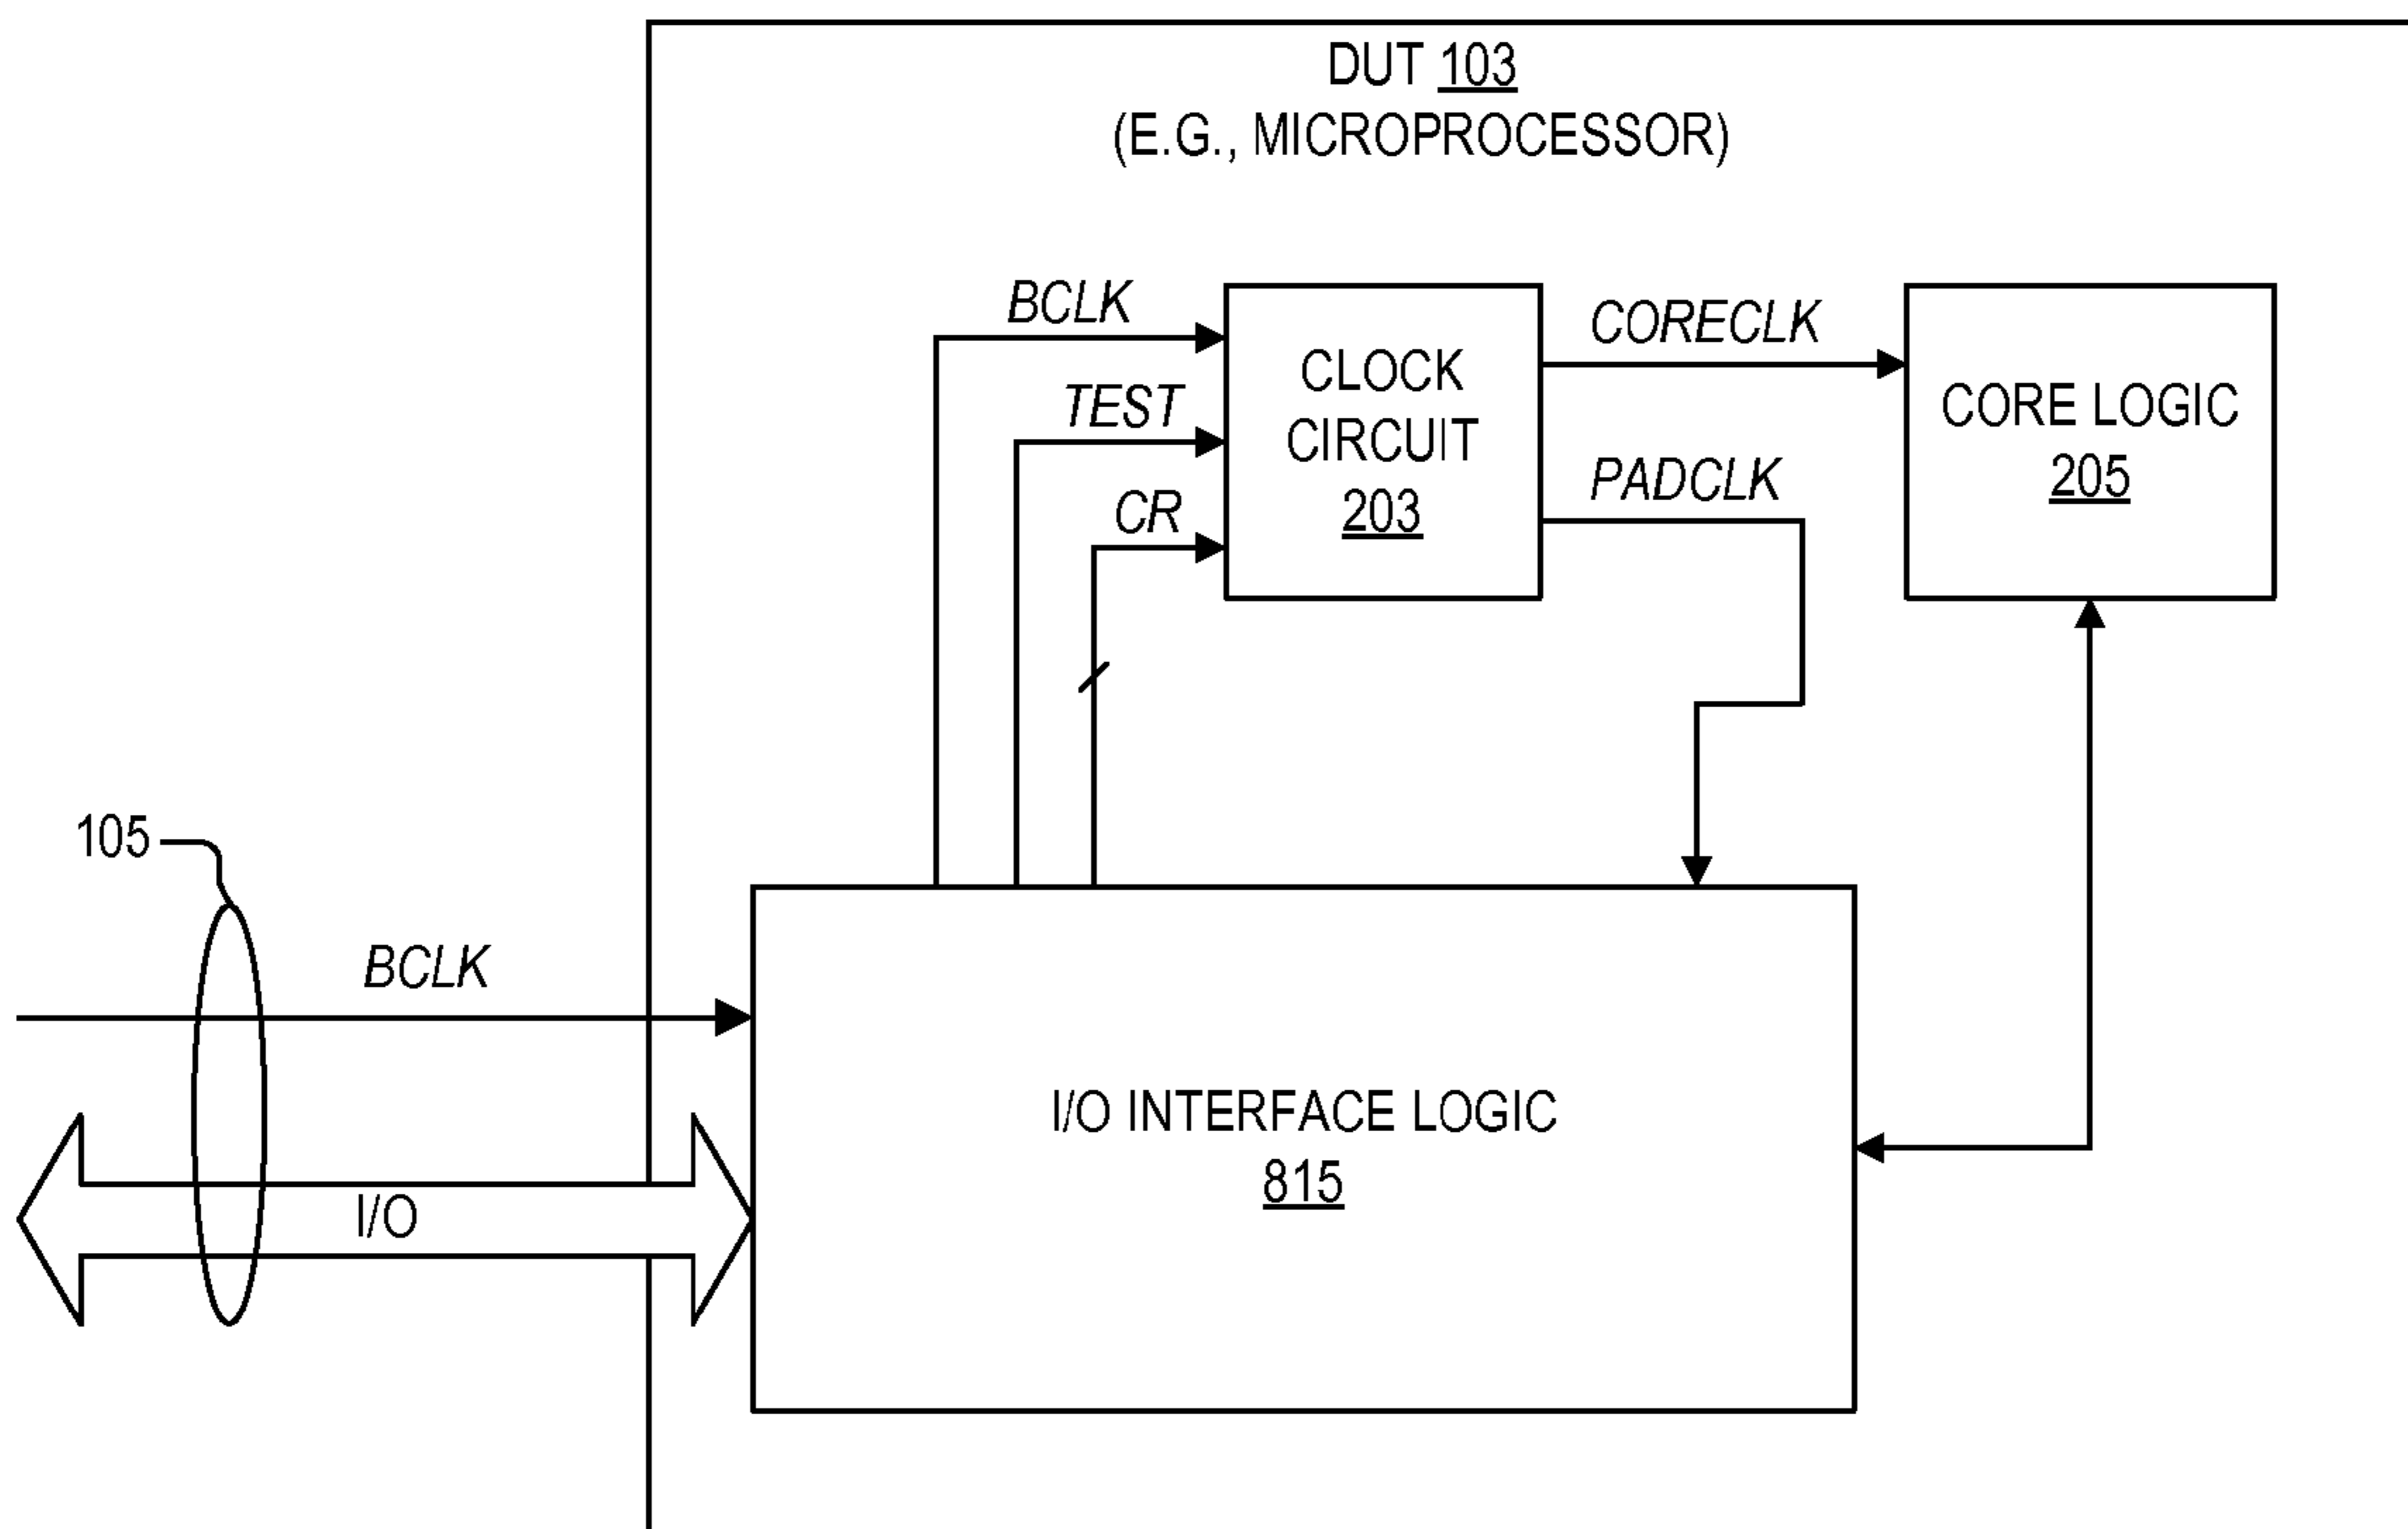 DUT 103
(E.G., MICROPROCESSOR)
BCLK
TEST
CR
CLOCK
CIRCUIT
203
CORECLK
PADCLK
CORE LOGIC
205
105
BCLK
I/O
I/O INTERFACE LOGIC
815